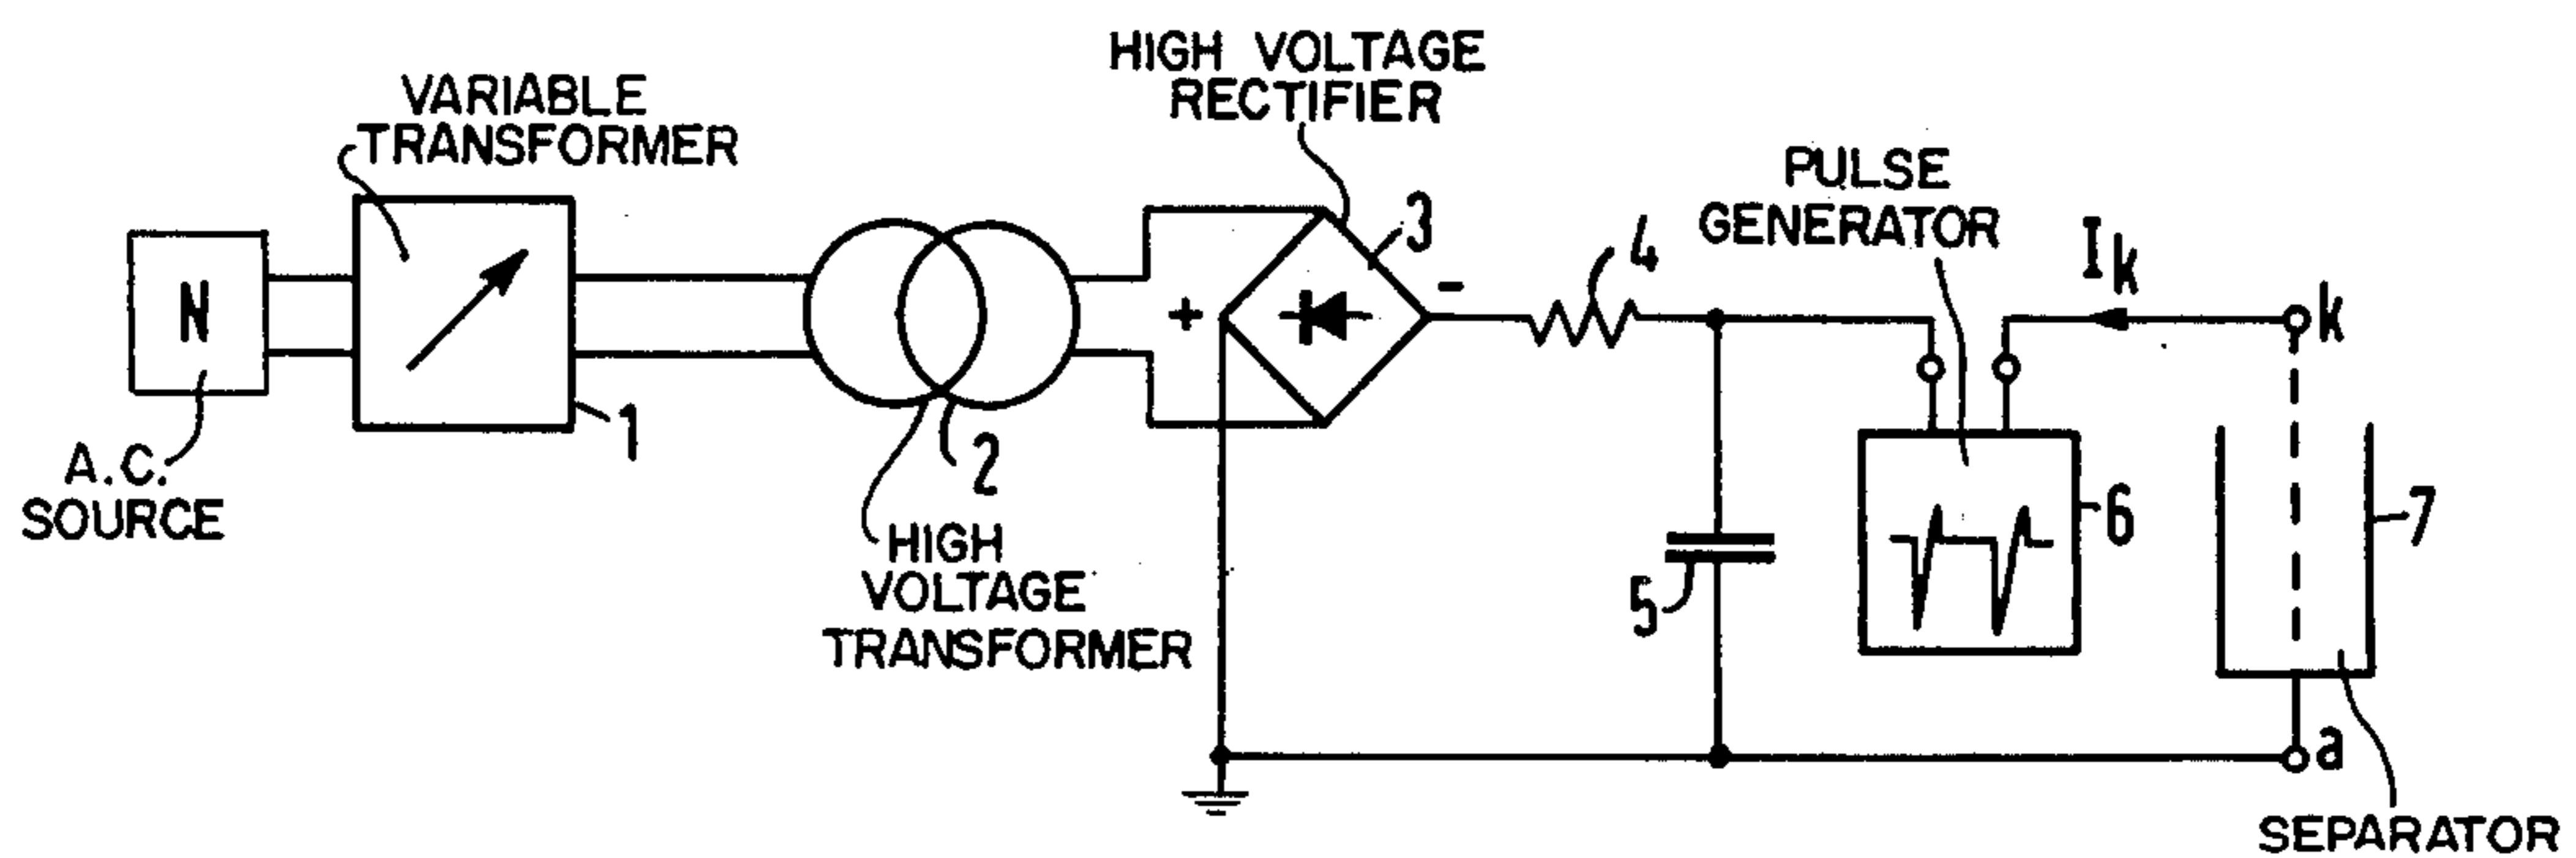 HIGH VOLTAGE
RECTIFIER
VARIABLE
TRANSFORMER
PULSE
GENERATOR
3
4
Ik
N
+
-
k
1
2
A.C.
SOURCE
HIGH
VOLTAGE
TRANSFORMER
5
6
7
a
SEPARATOR